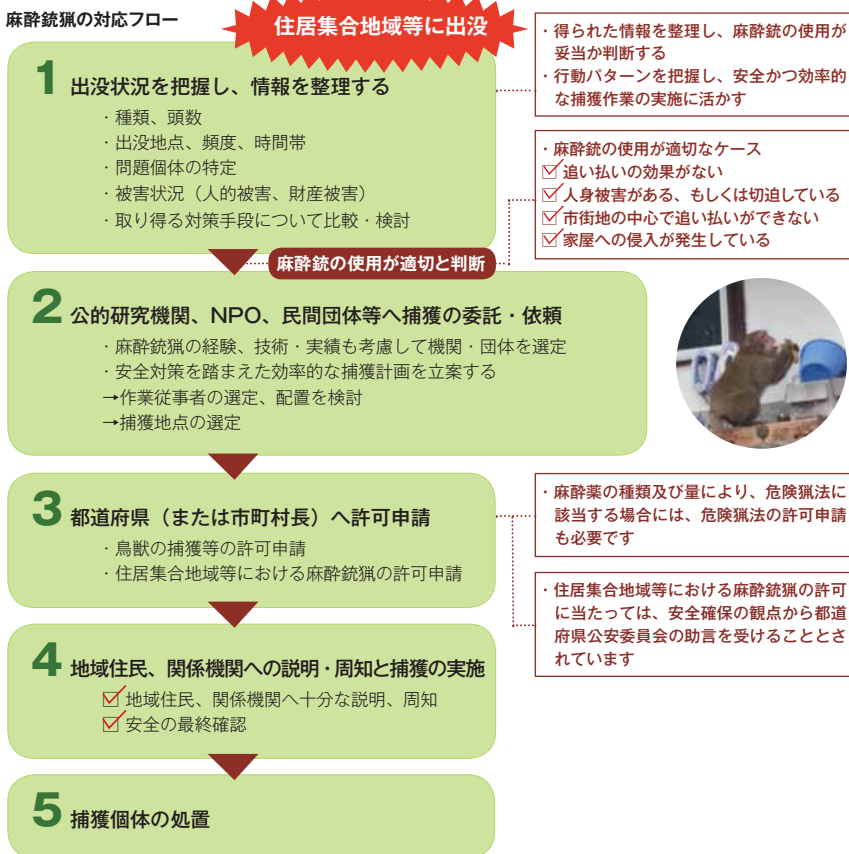 麻酔銃猟の対応フロー
住居集合地域等に出没
1 出没状況を把握し、情報を整理する
・種類、頭数
・出没地点、頻度、時間帯
・問題個体の特定
・被害状況（人的被害、財産被害）
・取り得る対策手段について比較・検討
・得られた情報を整理し、麻酔銃の使用が
妥当か判断する
・行動パターンを把握し、安全かつ効率的
な捕獲作業の実施に活かす
・麻酔銃の使用が適切なケース
☑追い払いの効果がない
☑人身被害がある、もしくは切迫している
☑市街地の中心で追い払いができない
☑家屋への侵入が発生している
麻酔銃の使用が適切と判断
2 公的研究機関、NPO、民間団体等へ捕獲の委託・依頼
・麻酔銃猟の経験、技術・実績も考慮して機関・団体を選定
・安全対策を踏まえた効率的な捕獲計画を立案する
→作業従事者の選定、配置を検討
→捕獲地点の選定
3 都道府県（または市町村長）へ許可申請
・鳥獣の捕獲等の許可申請
・住居集合地域等における麻酔銃猟の許可申請
・麻酔薬の種類及び量により、危険猟法に
該当する場合には、危険猟法の許可申請
も必要です
・住居集合地域等における麻酔銃猟の許可
に当たっては、安全確保の観点から都道
府県公安委員会の助言を受けることとさ
れています
4 地域住民、関係機関への説明・周知と捕獲の実施
☑地域住民、関係機関へ十分な説明、周知
☑安全の最終確認
5 捕獲個体の処置